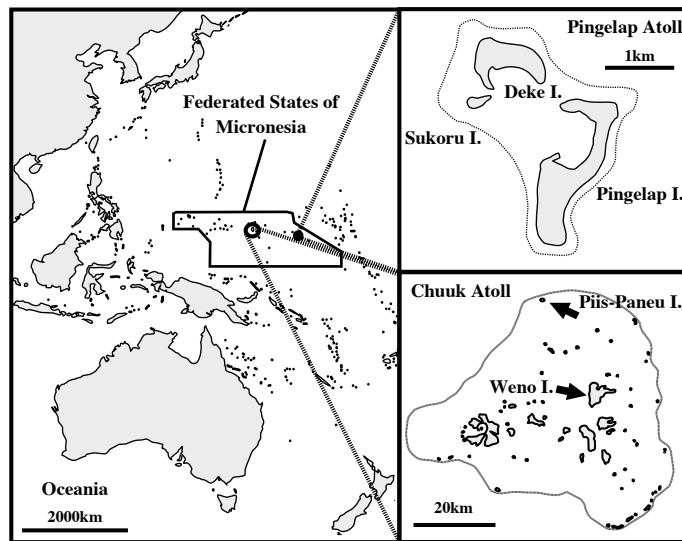 Federated States of
Micronesia
Oceania
2000km
Pingelap Atoll
1km
Deke I.
Sukoru I.
Pingelap I.
Chuuk Atoll
Piis-Paneu I.
Weno I.
20km